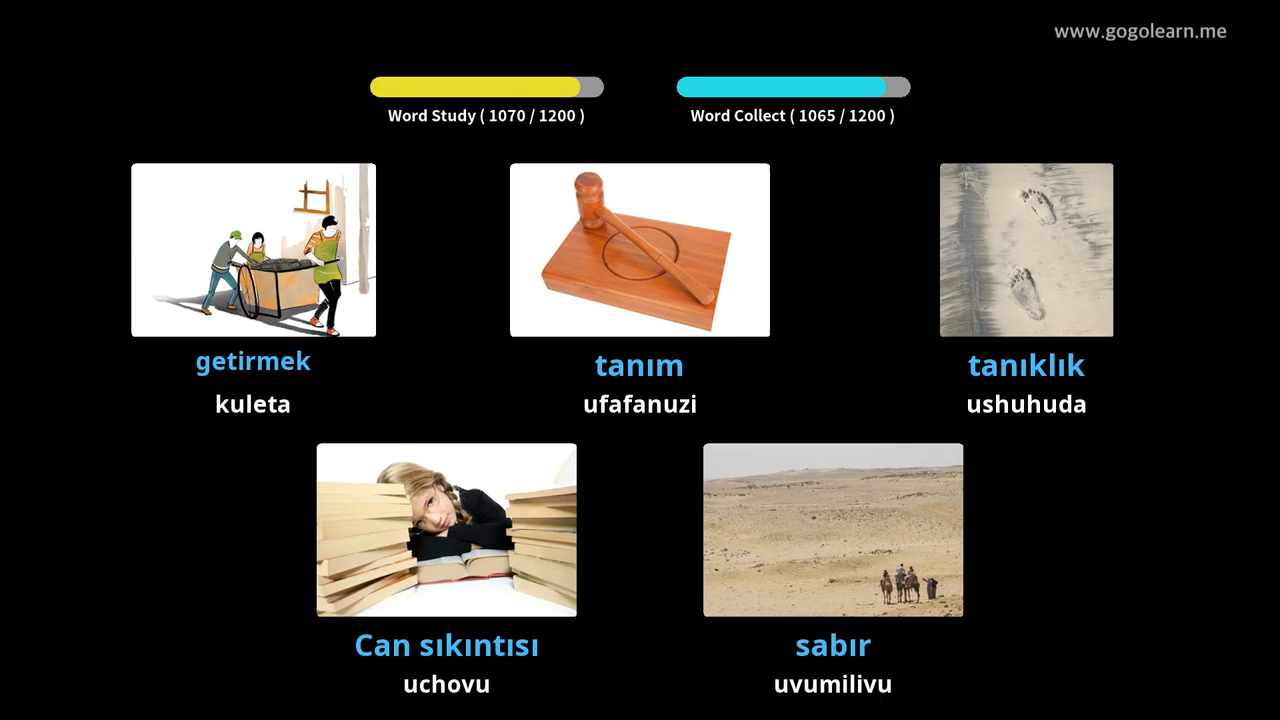 www.gogolearn.me
Word Study ( 1070 / 1200 )
Word Collect ( 1065 / 1200 )
getirmek
kuleta
tanım
ufafanuzi
tanıklık
ushuhuda
Can sıkıntısı
uchovu
sabır
uvumilivu